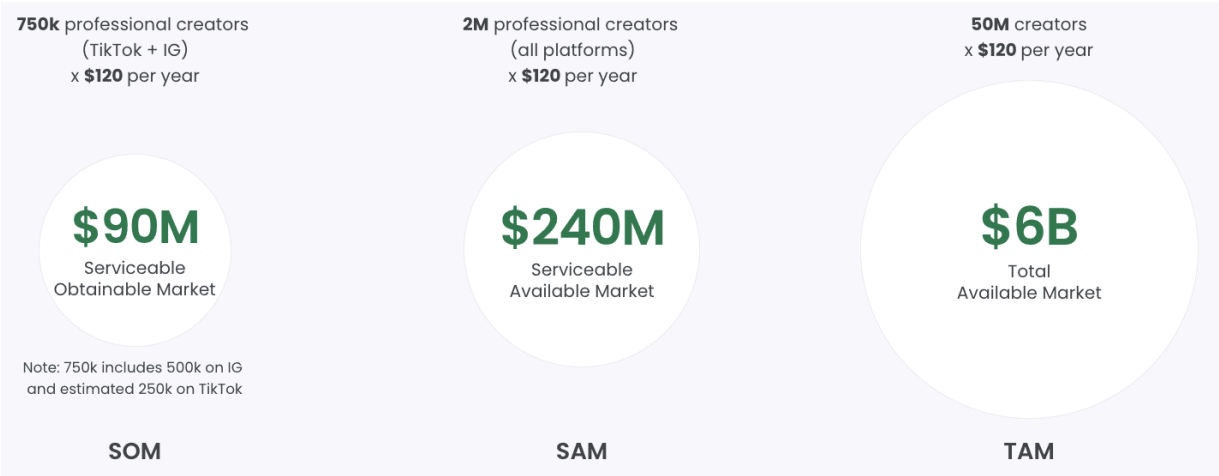 750k professional creators
(TikTok + IG)
x $120 per year
$90M
Serviceable
Obtainable Market
Note: 750k includes 500k on IG
and estimated 250k on TikTok
SOM
2M professional creators
(all platforms)
x $120 per year
$240M
Serviceable
Available Market
SAM
50M creators
x $120 per year
$6B
Total
Available Market
TAM